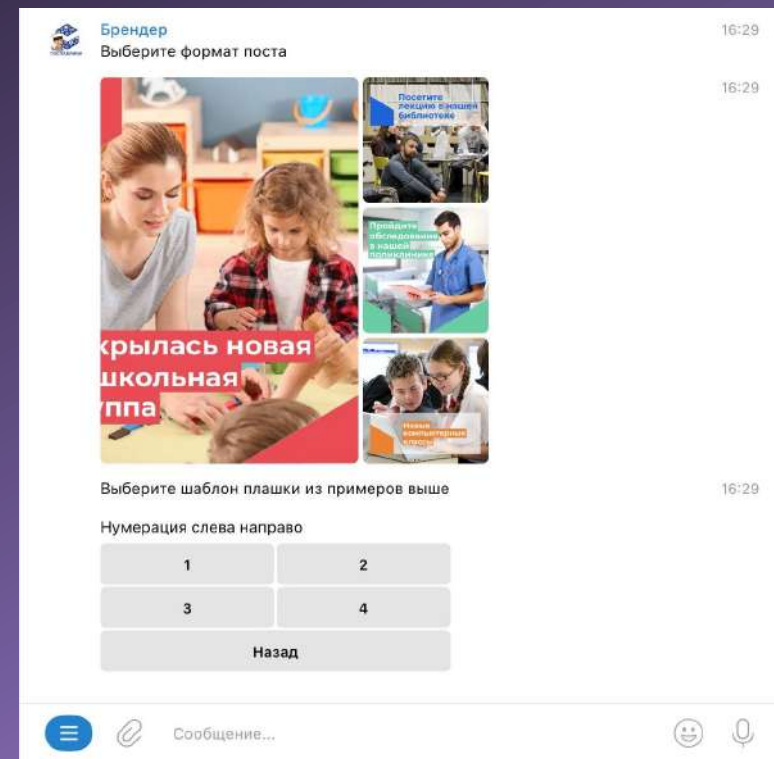 Брендер
16:29
Выберите формат поста
16:29
крылась новая
школьная
ппа
Посетите
лекцию в нашей
библиотеке
Пройдите
обследование
в нашей
поликлинике
Новые
компьютерные
классы
Выберите шаблон плашки из примеров выше
16:29
Нумерация слева направо
1
2
3
4
Назад
Сообщение...